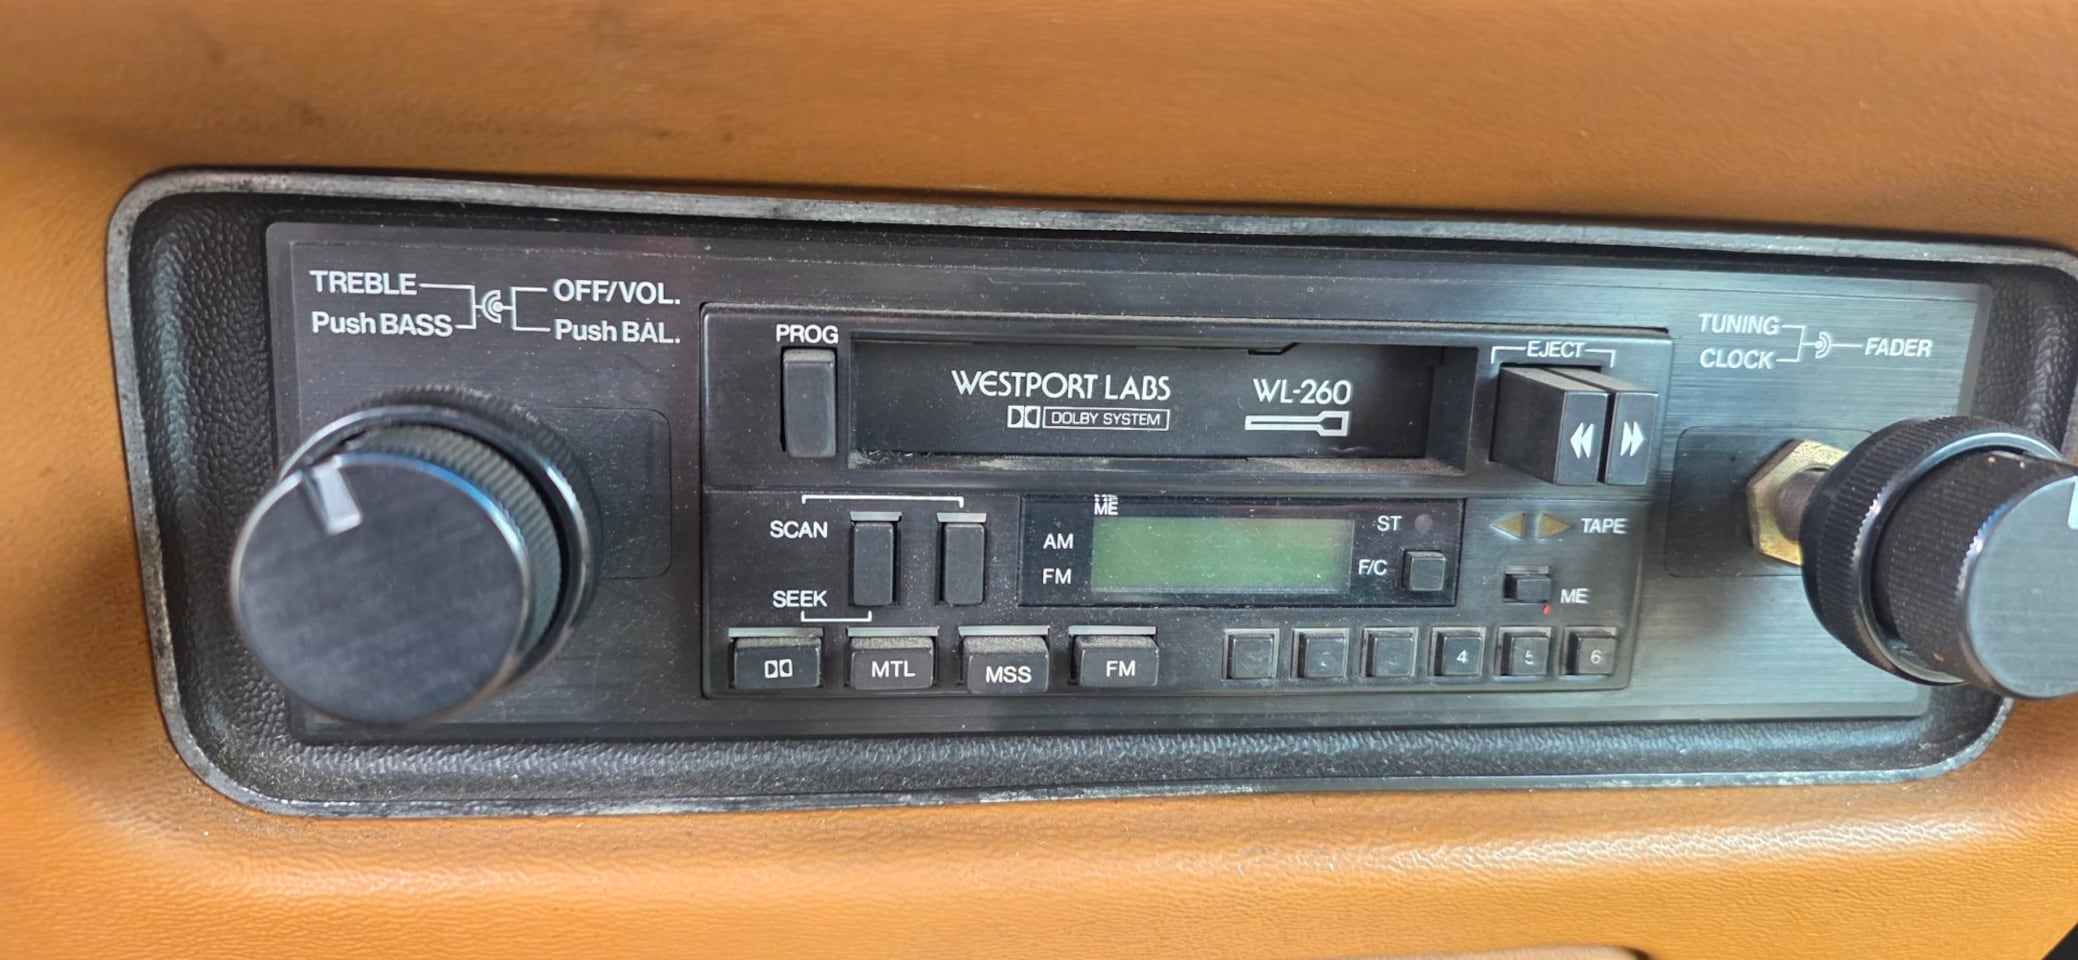 TREBLE
Push BASS
OFF/VOL.
Push BAL.
PROG
WESTPORT LABS
DOLBY SYSTEM
WL-260
EJECT
TUNING
CLOCK
FADER
SCAN
SEEK
ME
AM
FM
ST
F/C
TAPE
ME
MTL
MSS
FM
4
5
6